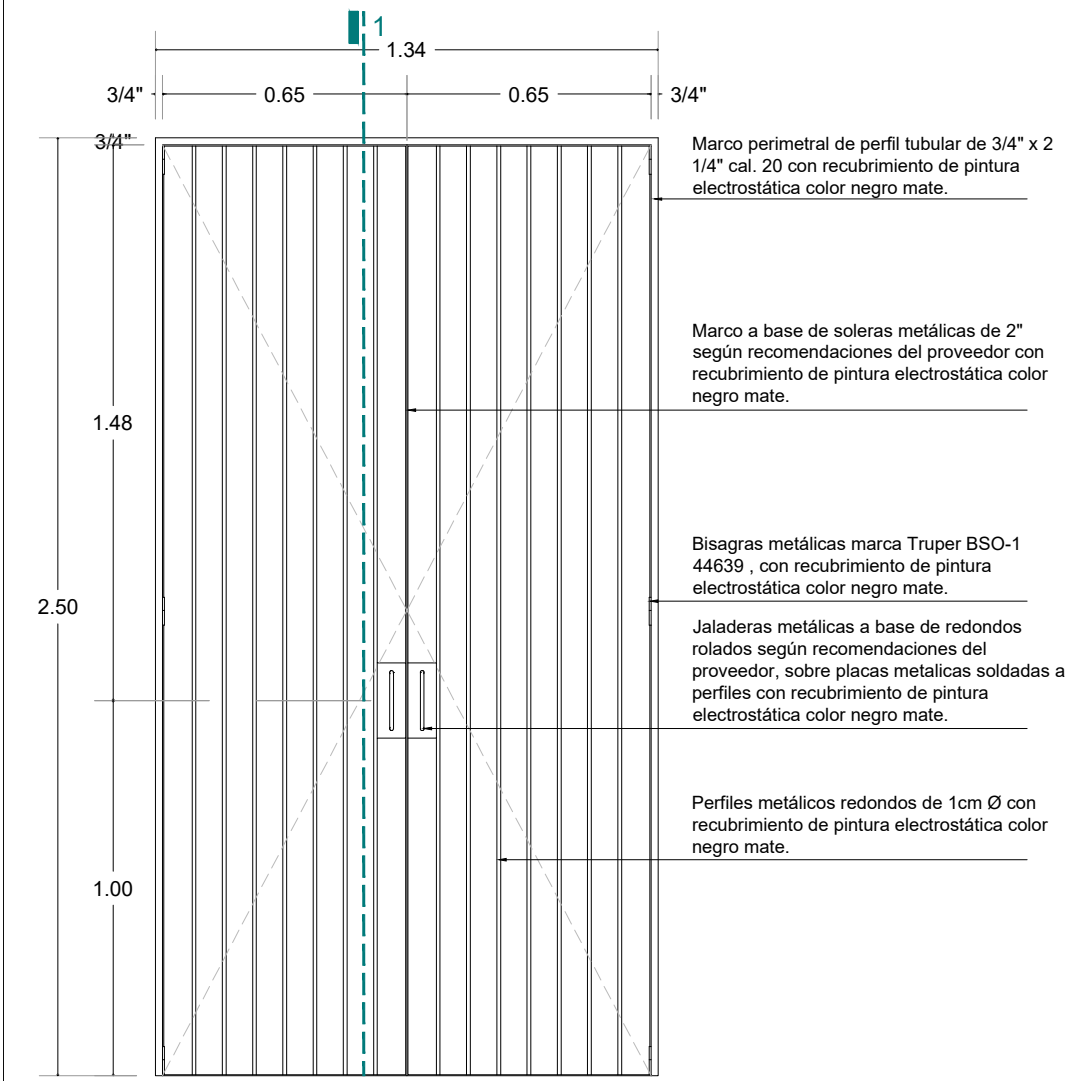 1
1.34
3/4"
0.65
0.65
3/4"
3/4"
Marco perimetral de perfil tubular de 3/4" x 2
1/4" cal. 20 con recubrimiento de pintura
electrostática color negro mate.
Marco a base de soleras metálicas de 2"
según recomendaciones del proveedor con
recubrimiento de pintura electrostática color
negro mate.
1.48
Bisagras metálicas marca Truper BSO-1
44639 , con recubrimiento de pintura
electrostática color negro mate.
2.50
Jaladeras metálicas a base de redondos
rolados según recomendaciones del
proveedor, sobre placas metalicas soldadas a
perfiles con recubrimiento de pintura
electrostática color negro mate.
Perfiles metálicos redondos de 1cm Ø con
recubrimiento de pintura electrostática color
negro mate.
1.00